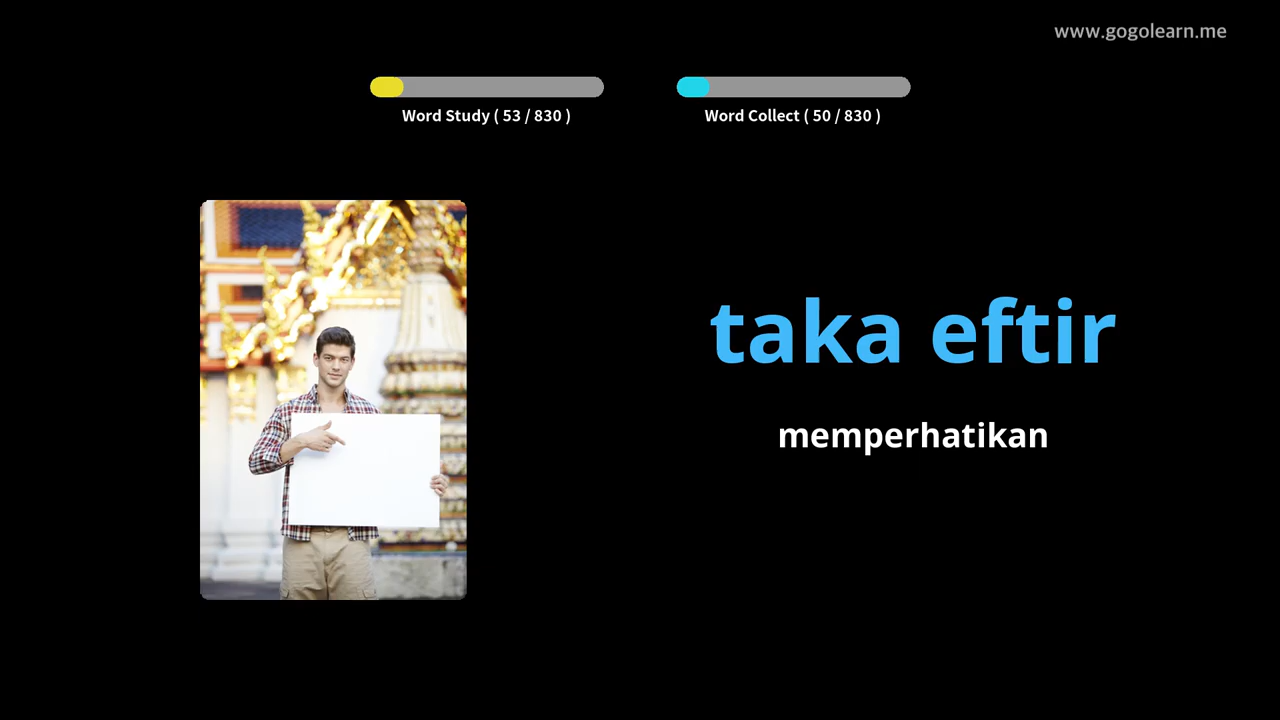 www.gogolearn.me
Word Study ( 53 / 830 )
Word Collect ( 50 / 830 )
taka eftir
memperhatikan